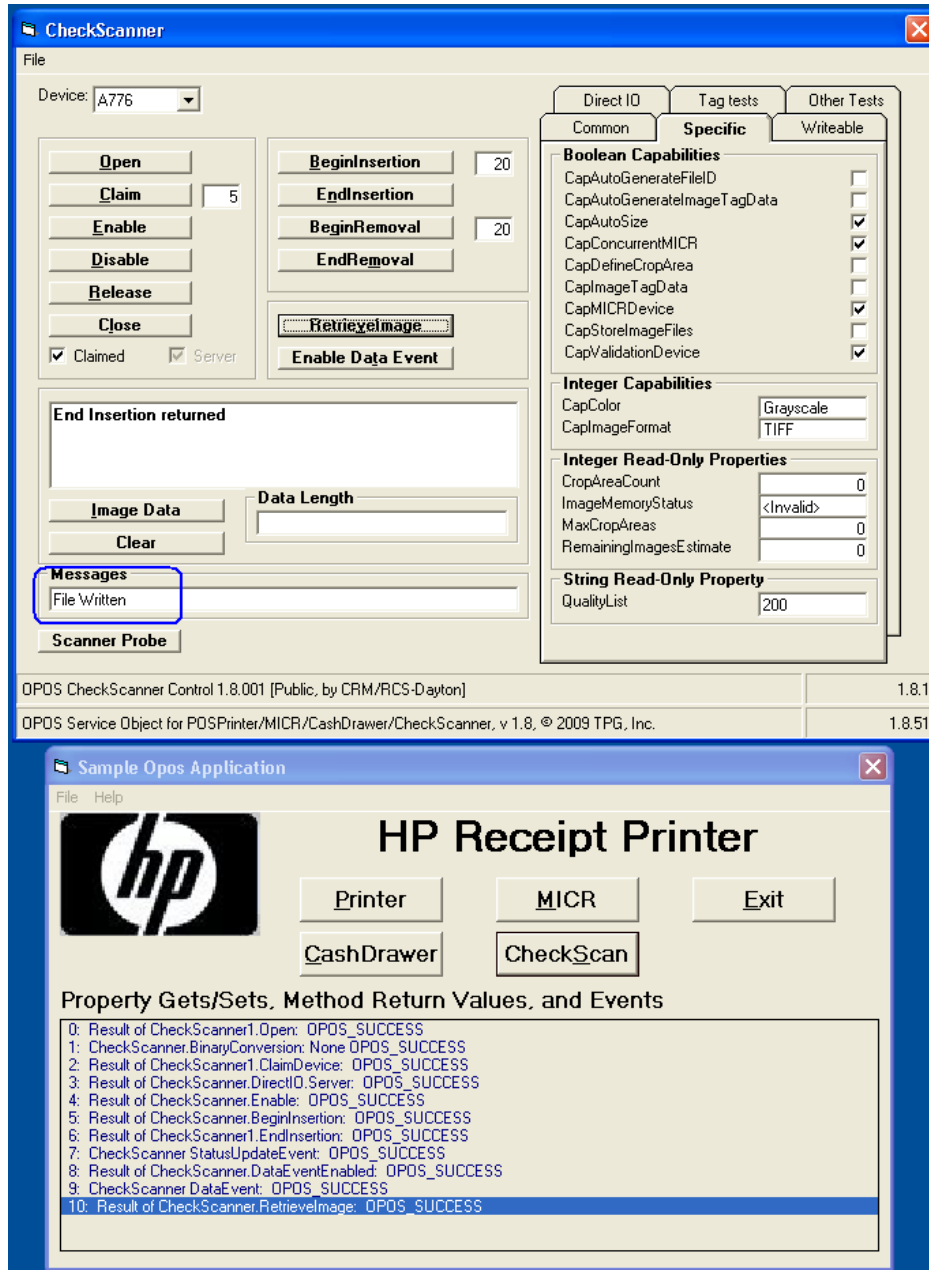 CheckScanner
File
Device: A776
Direct IO Tag tests Other Tests
Common Specific Writeable
Open
Claim 5
Enable
Disable
Release
Close
Claimed Server
BeginInsertion 20
EndInsertion
BeginRemoval 20
EndRemoval
RetrieveImage
Enable Data Event
End Insertion returned
Image Data
Clear
Data Length
Messages
File Written
Scanner Probe
Boolean Capabilities
CapAutoGenerateFileID
CapAutoGenerateImageTagData
CapAutoSize
CapConcurrentMICR
CapDefineCropArea
CapImageTagData
CapMICRDevice
CapStoreImageFiles
CapValidationDevice
Integer Capabilities
CapColor Grayscale
CapImageFormat TIFF
Integer Read-Only Properties
CropAreaCount 0
ImageMemoryStatus <Invalid>
MaxCropAreas 0
RemainingImagesEstimate 0
String Read-Only Property
QualityList 200
OPOS CheckScanner Control 1.8.001 [Public, by CRM/RCS-Dayton] 1.8.1
OPOS Service Object for POSPrinter/MICR/CashDrawer/CheckScanner, v 1.8, © 2009 TPG, Inc. 1.8.51
Sample Opos Application
File Help
hp
HP Receipt Printer
Printer MICR Exit
CashDrawer CheckScan
Property Gets/Sets, Method Return Values, and Events
0: Result of CheckScanner1.Open: OPOS_SUCCESS
1: CheckScanner.BinaryConversion: None OPOS_SUCCESS
2: Result of CheckScanner1.ClaimDevice: OPOS_SUCCESS
3: Result of CheckScanner.DirectIO.Server: OPOS_SUCCESS
4: Result of CheckScanner.Enable: OPOS_SUCCESS
5: Result of CheckScanner.BeginInsertion: OPOS_SUCCESS
6: Result of CheckScanner1.EndInsertion: OPOS_SUCCESS
7: CheckScanner StatusUpdateEvent: OPOS_SUCCESS
8: Result of CheckScanner.DataEventEnabled: OPOS_SUCCESS
9: CheckScanner DataEvent: OPOS_SUCCESS
10: Result of CheckScanner.RetrieveImage: OPOS_SUCCESS